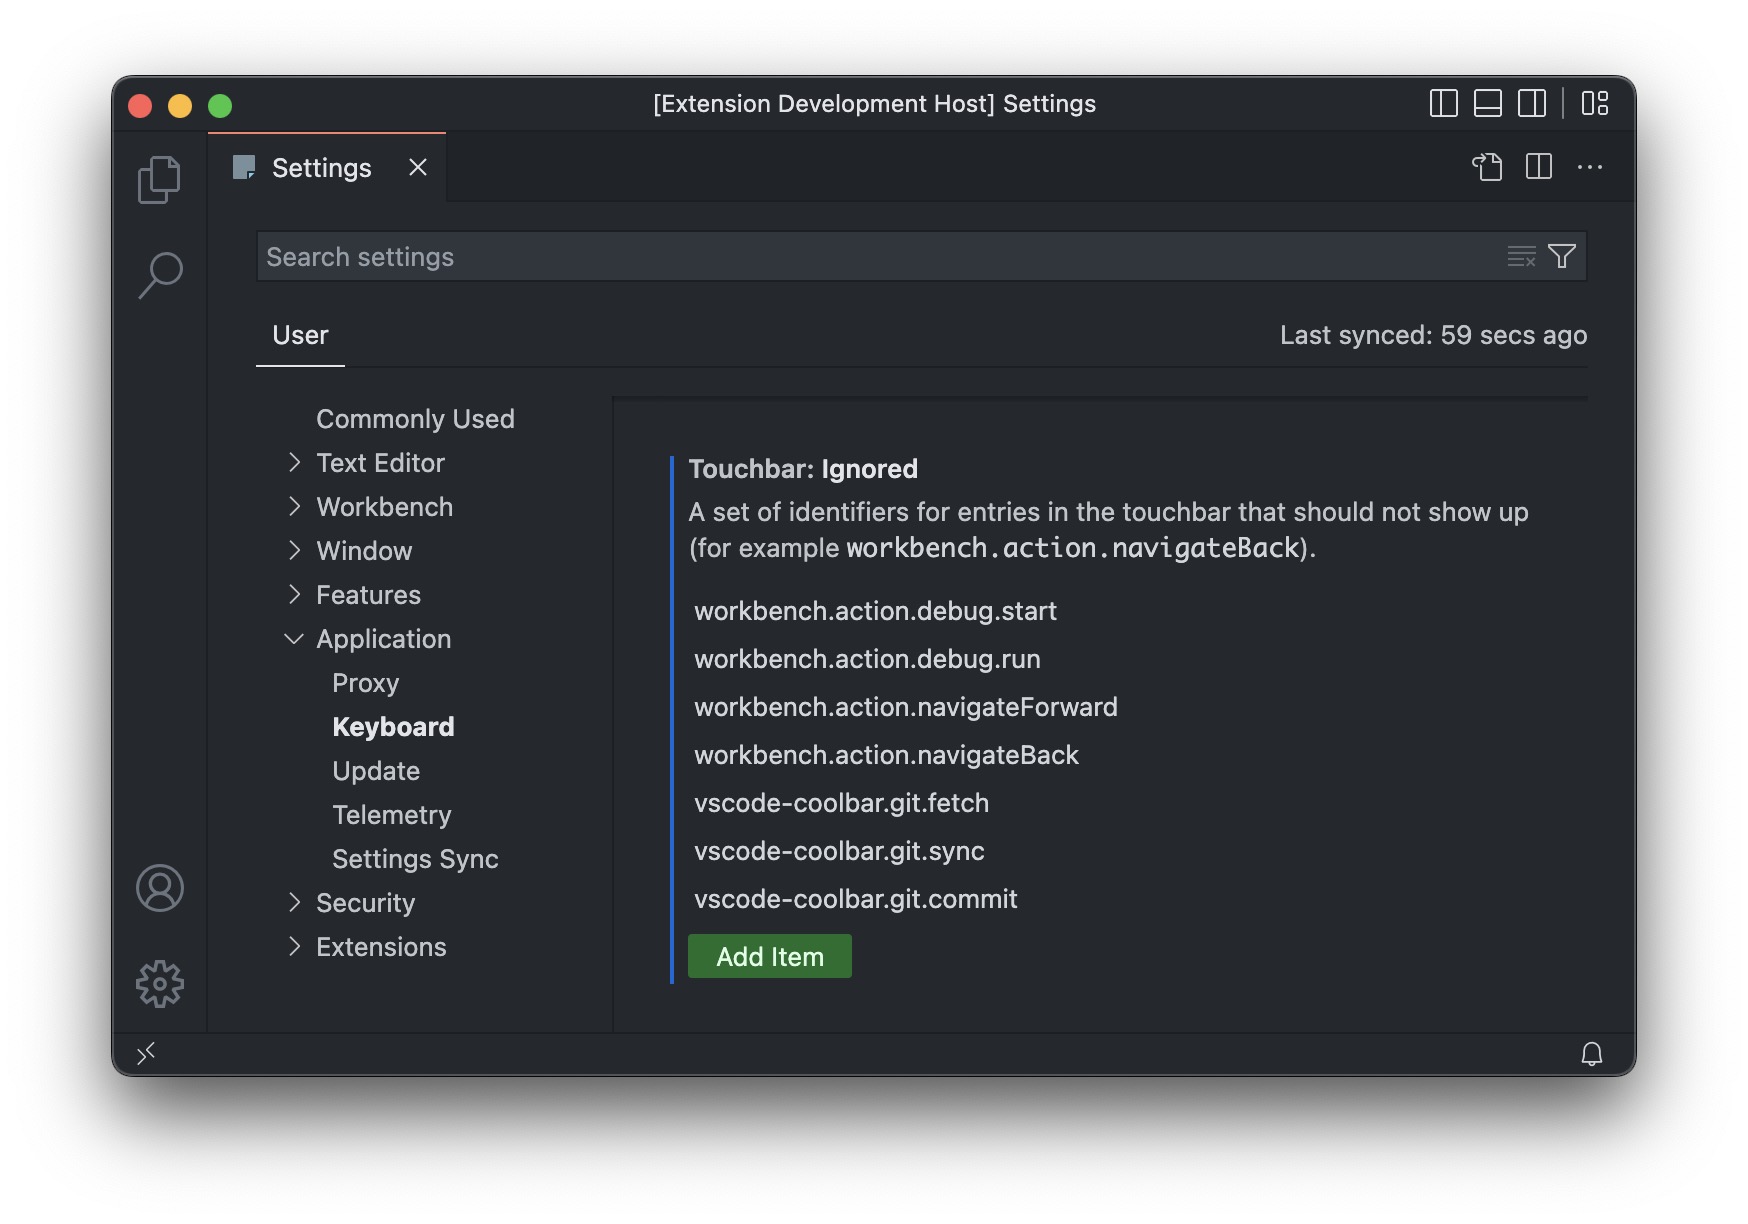 [Extension Development Host] Settings
Settings
Search settings
User
Last synced: 59 secs ago
Commonly Used
Text Editor
Workbench
Window
Features
Application
Proxy
Keyboard
Update
Telemetry
Settings Sync
Security
Extensions
Touchbar: Ignored
A set of identifiers for entries in the touchbar that should not show up
(for example workbench.action.navigateBack).
workbench.action.debug.start
workbench.action.debug.run
workbench.action.navigateForward
workbench.action.navigateBack
vscode-coolbar.git.fetch
vscode-coolbar.git.sync
vscode-coolbar.git.commit
Add Item